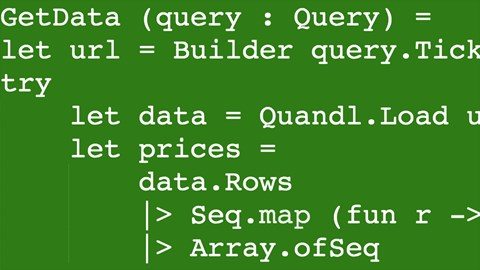 GetData (query : Query) =
let url = Builder query.Tick
try
let data = Quandl.Load u
let prices =
data.Rows
|> Seq.map (fun r ->
|> Array.ofSeq